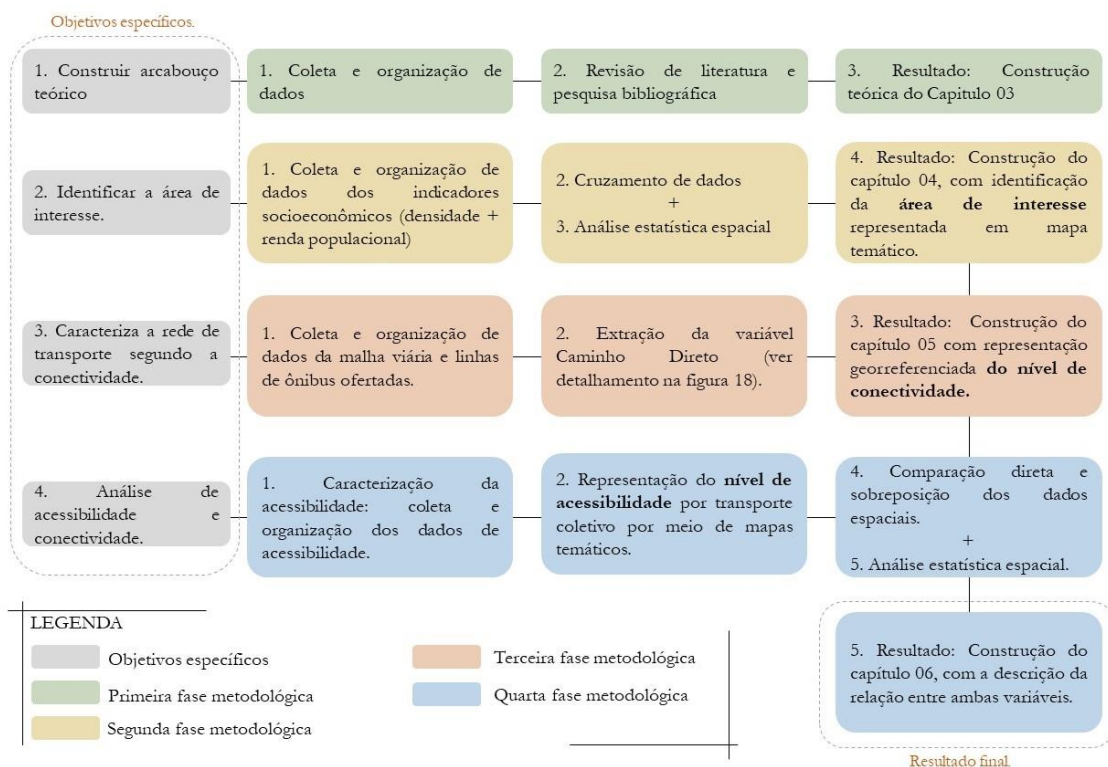 Objetivos específicos.
1. Construir arcabouço
teórico
1. Coleta e organização de
dados
2. Revisão de literatura e
pesquisa bibliográfica
3. Resultado: Construção
teórica do Capitulo 03
2. Identificar a área de
interesse.
1. Coleta e organização de
dados dos indicadores
socioeconômicos (densidade +
renda populacional)
2. Cruzamento de dados
+
3. Análise estatística espacial
4. Resultado: Construção do
capítulo 04, com identificação
da área de interesse
representada em mapa
temático.
3. Caracteriza a rede de
transporte segundo a
conectividade.
1. Coleta e organização de
dados da malha viária e linhas
de ônibus ofertadas.
2. Extração da variável
Caminho Direto (ver
detalhamento na figura 18).
3. Resultado: Construção do
capítulo 05 com representação
georreferenciada do nível de
conectividade.
4. Análise de
acessibilidade e
conectividade.
1. Caracterização da
acessibilidade: coleta e
organização dos dados de
acessibilidade.
2. Representação do nível de
acessibilidade por transporte
coletivo por meio de mapas
temáticos.
4. Comparação direta e
sobreposição dos dados
espaciais.
+
5. Análise estatística espacial.
5. Resultado: Construção do
capítulo 06, com a descrição da
relação entre ambas variáveis.
Resultado final.
LEGENDA
Objetivos específicos
Primeira fase metodológica
Segunda fase metodológica
Terceira fase metodológica
Quarta fase metodológica